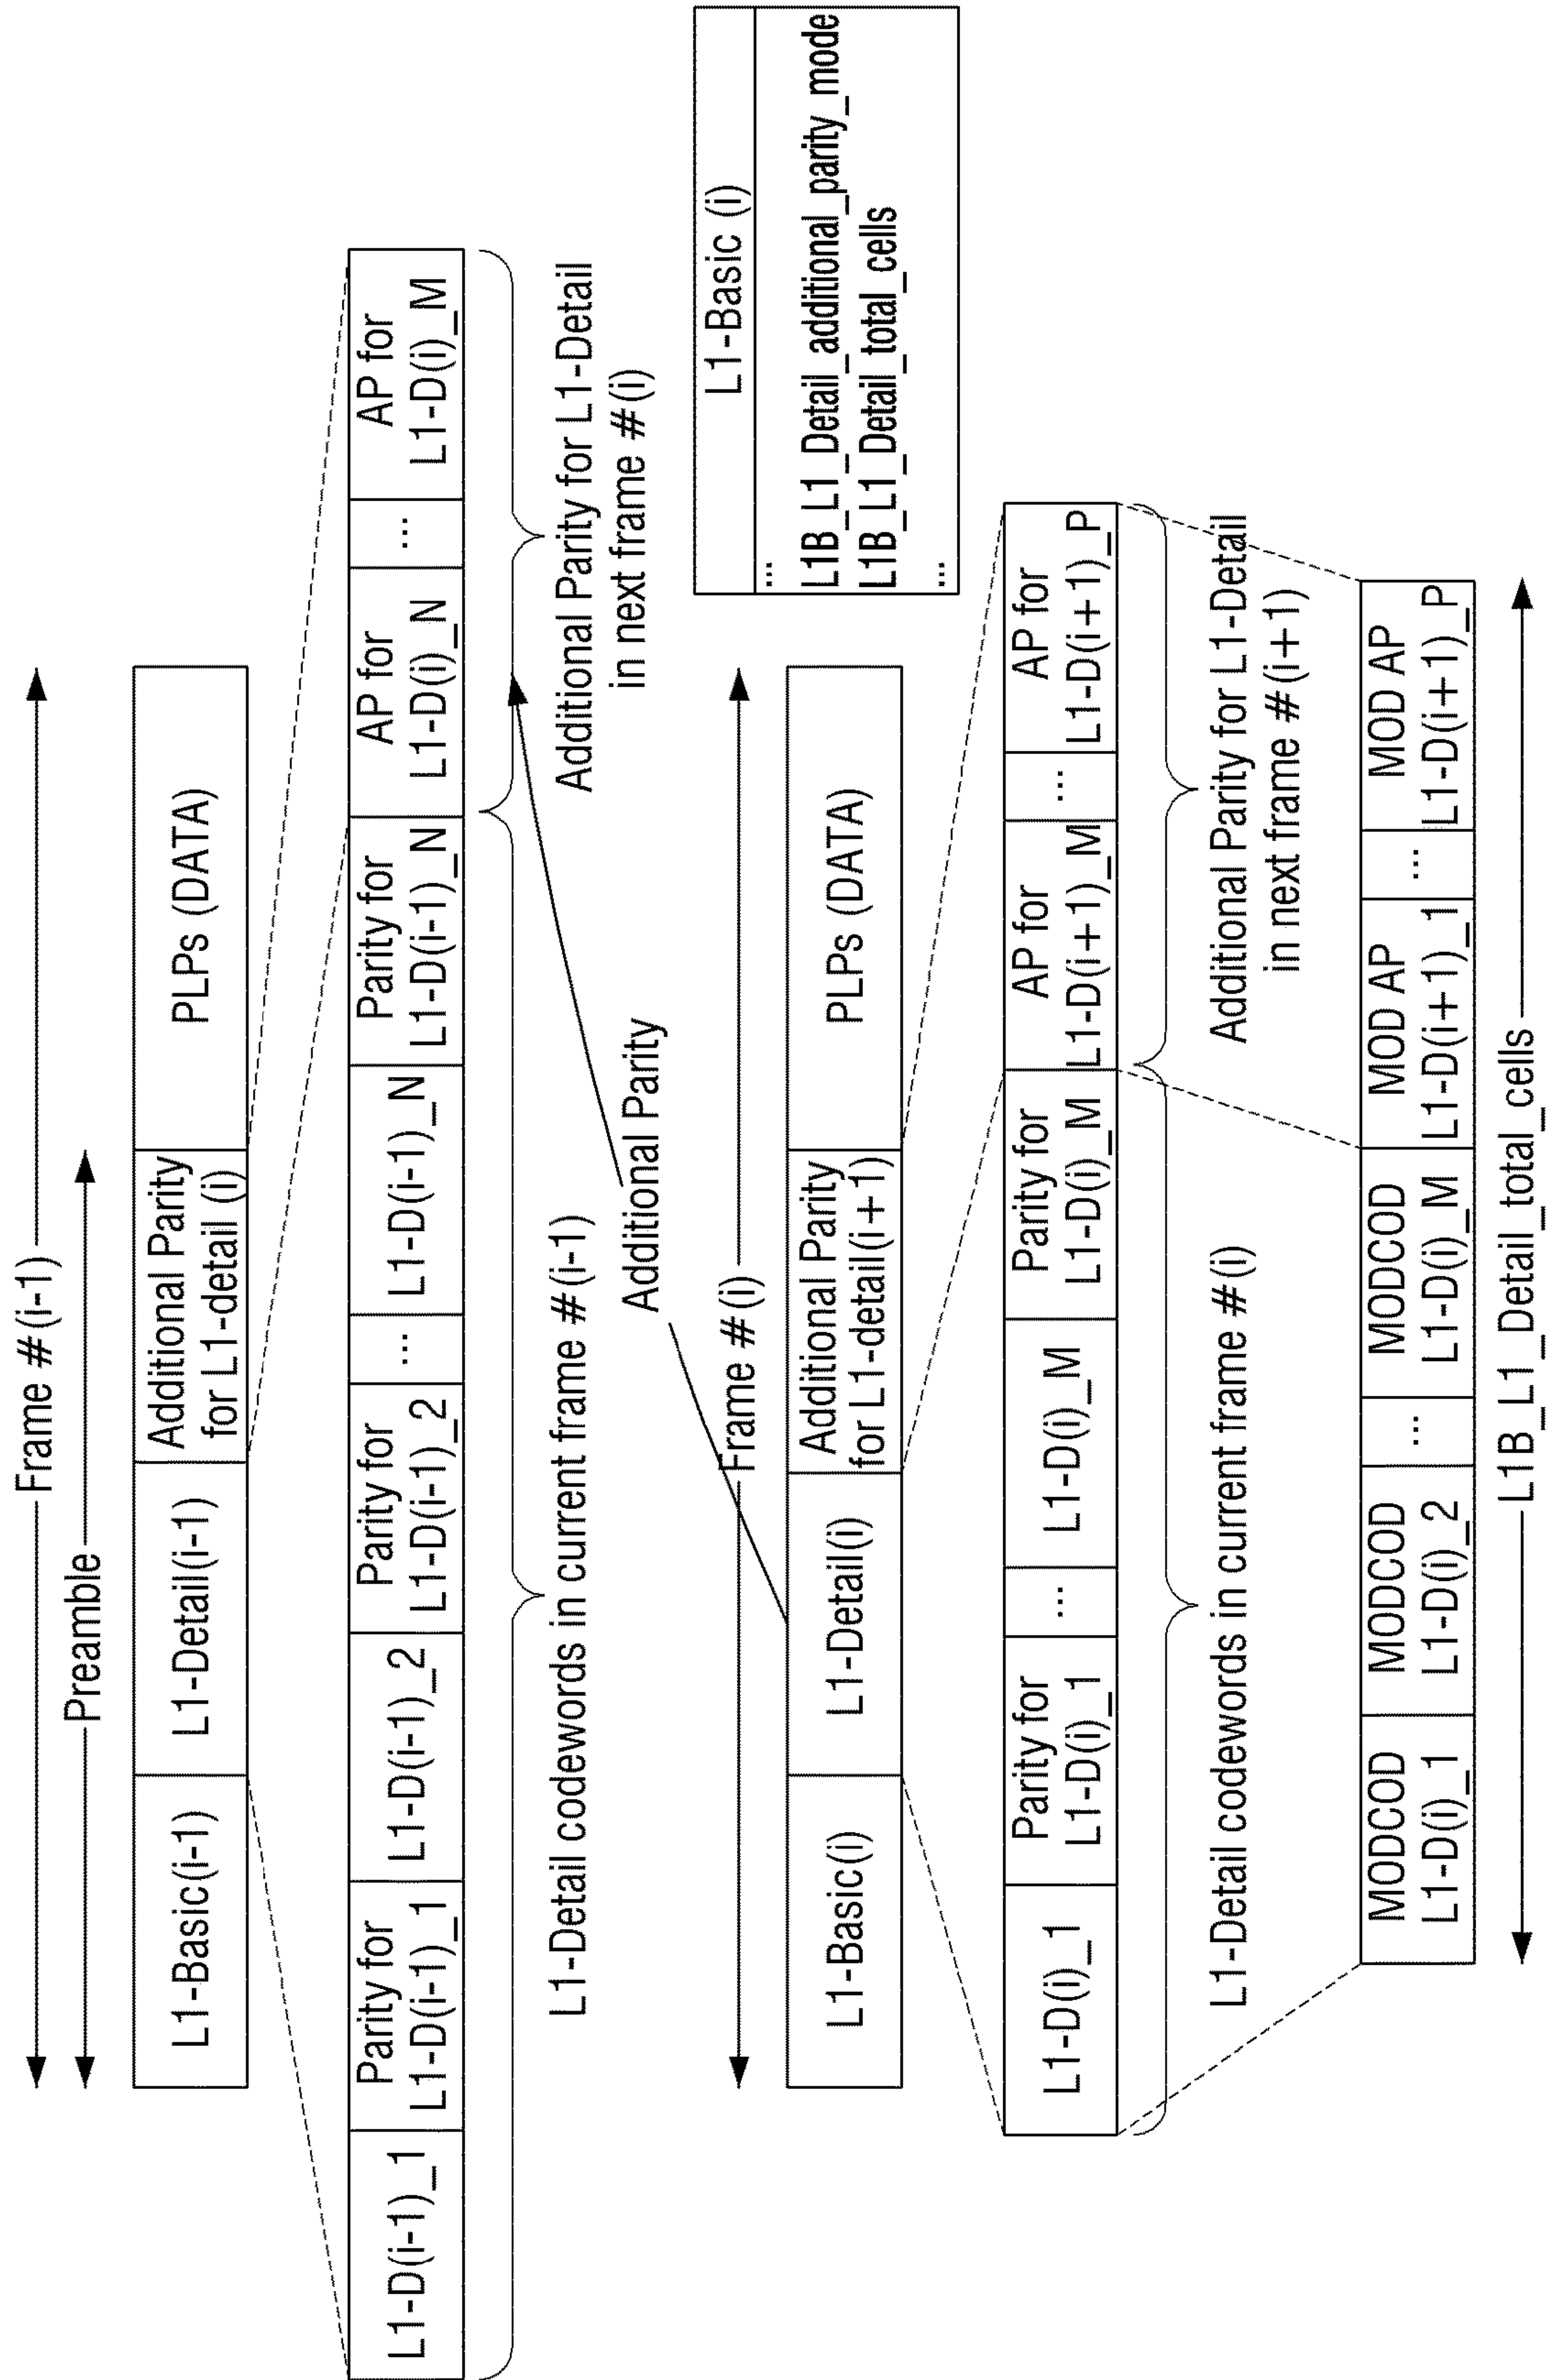 Frame #(i-1)
Preamble
L1-Basic(i-1)
L1-Detail(i-1)
Additional Parity
for L1-detail (i)
PLPs (DATA)
L1-D(i-1)_1
Parity for
L1-D(i-1)_1
L1-D(i-1)_2
Parity for
L1-D(i-1)_2
...
L1-D(i-1)_N
Parity for
L1-D(i-1)_N
AP for
L1-D(i)_N
...
AP for
L1-D(i)_M
L1-Detail codewords in current frame #(i-1)
Additional Parity for L1-Detail
in next frame #(i)
Additional Parity
L1-Basic (i)
...
L1B_L1_Detail_additional_parity_mode
L1B_L1_Detail_total_cells
...
Frame #(i)
L1-Basic(i)
L1-Detail(i)
Additional Parity
for L1-detail(i+1)
PLPs (DATA)
L1-D(i)_1
Parity for
L1-D(i)_1
...
L1-D(i)_M
Parity for
L1-D(i)_M
AP for
L1-D(i+1)_M
...
AP for
L1-D(i+1)_P
L1-Detail codewords in current frame #(i)
Additional Parity for L1-Detail
in next frame #(i+1)
MODCOD
L1-D(i)_1
MODCOD
L1-D(i)_2
...
MODCOD
L1-D(i)_M
MOD AP
L1-D(i+1)_1
...
MOD AP
L1-D(i+1)_P
L1B_L1_Detail_total_cells